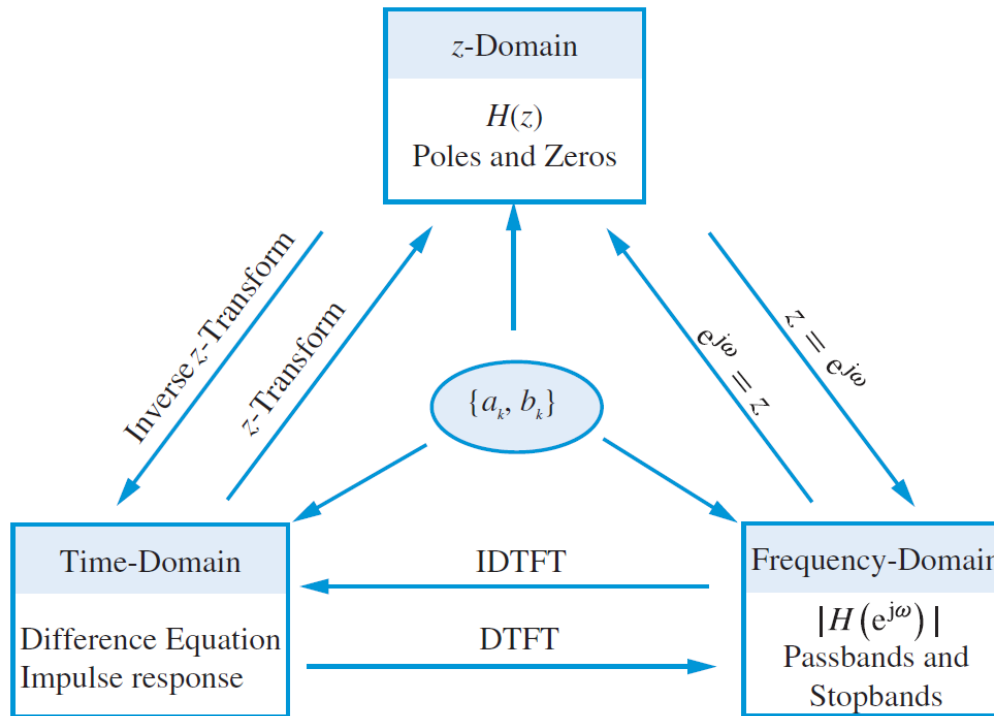 z-Domain
H(z)
Poles and Zeros
Inverse z-Transform
z-Transform
e^{jω} = z
z = e^{jω}
{a_k, b_k}
Time-Domain
Difference Equation
Impulse response
IDTFT
DTFT
Frequency-Domain
|H(e^{jω})|
Passbands and
Stopbands